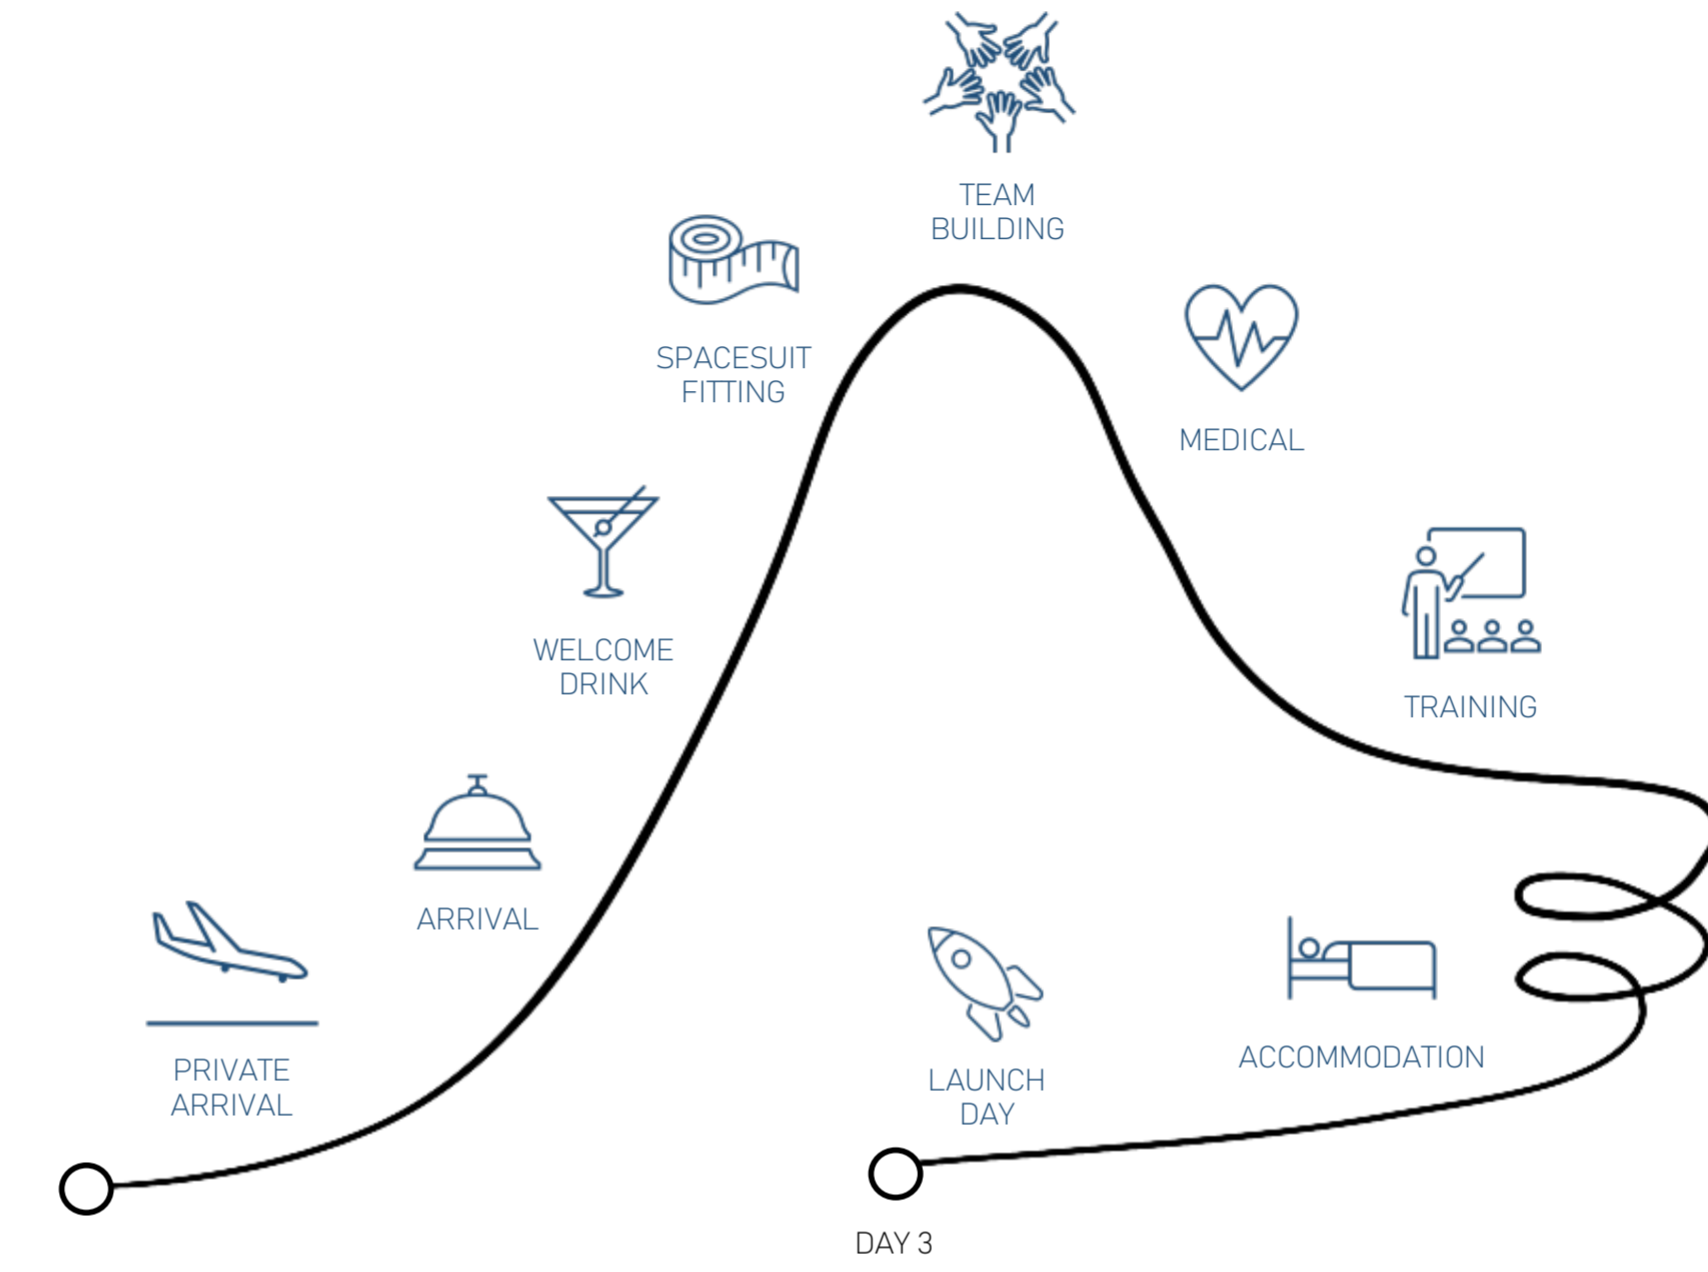 PRIVATE
ARRIVAL
ARRIVAL
WELCOME
DRINK
SPACESUIT
FITTING
TEAM
BUILDING
MEDICAL
TRAINING
ACCOMMODATION
LAUNCH
DAY
DAY 3